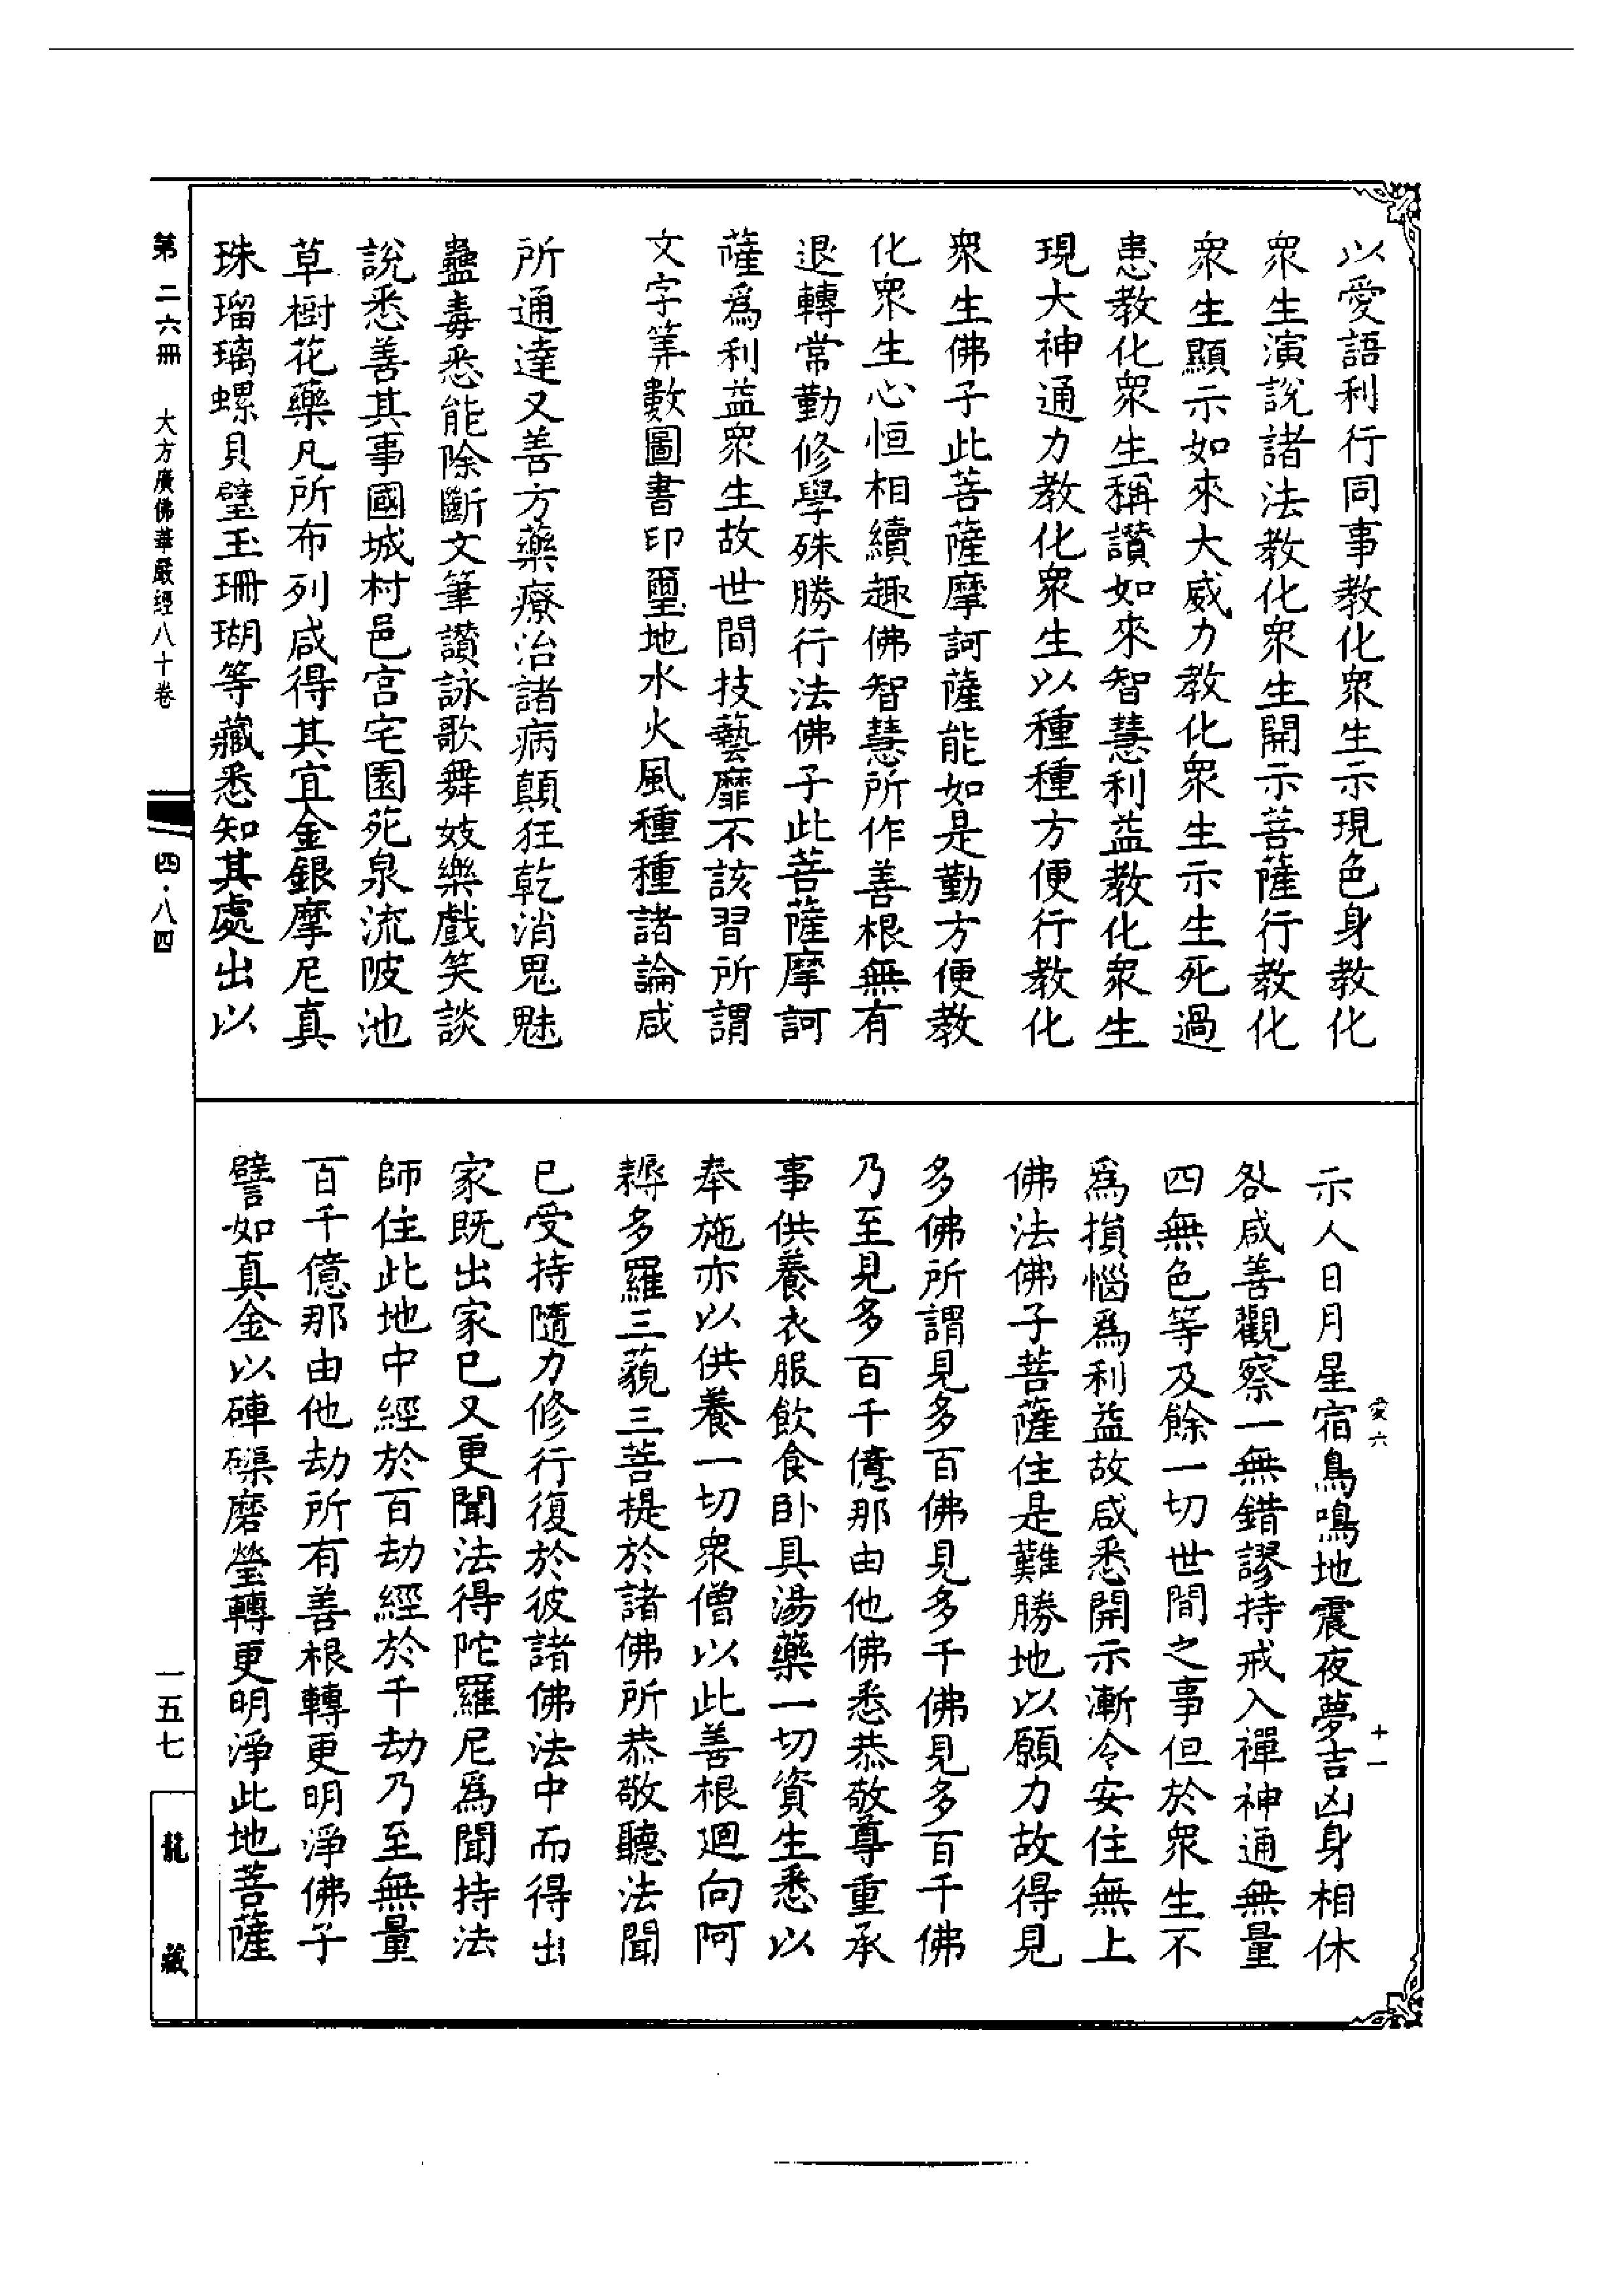 以愛語利行同事教化眾生示現色身教化
眾生演說諸法教化眾生開示菩薩行教化
眾生顯示如來大威力教化眾生示生死過
患教化眾生稱讚如來智慧利益教化眾生
現大神通力教化眾生以種種方便行教化
眾生佛子此菩薩摩訶薩能如是勤方便教
化眾生心恒相續趣佛智慧所作善根無有
退轉常勤修學殊勝行法佛子此菩薩摩訶
薩爲利益眾生故世間技藝靡不該習所謂
文字筭數圖書印璽地水火風種種諸論咸
所通達又善方藥療治諸病顛狂乾消鬼魅
蠱毒悉能除斷文筆讚詠歌舞妓樂戲笑談
說悉善其事國城村邑宮宅園苑泉流陂池
草樹花藥凡所布列咸得其宜金銀摩尼真
珠瑠璃螺貝璧玉珊瑚等藏悉知其處出以
示人日月星宿鳥鳴地震夜夢吉凶身相休
咎咸善觀察一無錯謬持戒入禪神通無量
四無色等及餘一切世間之事但於眾生不
爲損惱爲利益故咸悉開示漸令安住無上
佛法佛子菩薩住是難勝地以願力故得見
多佛所謂見多百佛見多千佛見多百千佛
乃至見多百千億那由他佛悉恭敬尊重承
事供養衣服飲食卧具湯藥一切資生悉以
奉施亦以供養一切眾僧以此善根迴向阿
耨多羅三藐三菩提於諸佛所恭敬聽法聞
已受持隨力修行復於彼諸佛法中而得出
家既出家已又更聞法得陀羅尼爲聞持法
師住此地中經於百劫經於千劫乃至無量
百千億那由他劫所有善根轉更明淨佛子
譬如真金以硨磲磨瑩轉更明淨此地菩薩
愛六
十一
第二六冊 大方廣佛華嚴經八十卷
四·八四
一五七
龍藏